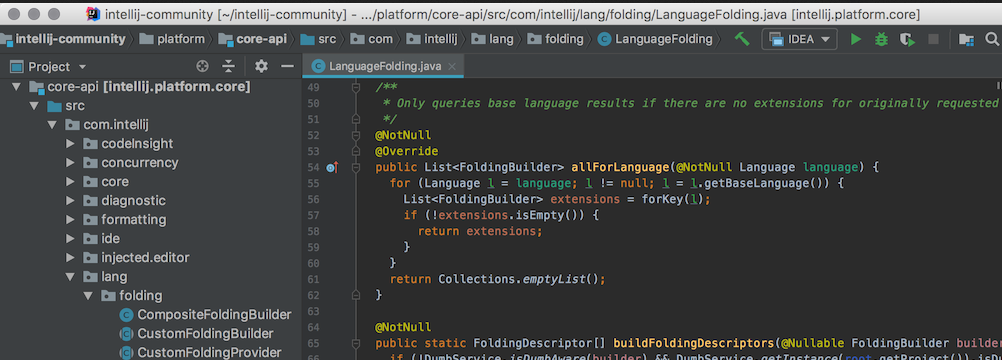 intellij-community [~/intellij-community] - .../platform/core-api/src/com/intellij/lang/folding/LanguageFolding.java [intellij.platform.core]
intellij-community platform core-api src com intellij lang folding LanguageFolding IDEA
Project
LanguageFolding.java
core-api [intellij.platform.core]
src
com.intellij
codeInsight
concurrency
core
diagnostic
formatting
ide
injected.editor
lang
folding
CompositeFoldingBuilder
CustomFoldingBuilder
CustomFoldingProvider
49 /**
50 * Only queries base language results if there are no extensions for originally requested
51 */
52 @NotNull
53 @Override
54 public List<FoldingBuilder> allForLanguage(@NotNull Language language) {
55 for (Language l = language; l != null; l = l.getBaseLanguage()) {
56 List<FoldingBuilder> extensions = forKey(l);
57 if (!extensions.isEmpty()) {
58 return extensions;
59 }
60 }
61 return Collections.emptyList();
62 }
63
64 @NotNull
65 public static FoldingDescriptor[] buildFoldingDescriptors(@Nullable FoldingBuilder builder
66 if (!DumbService.isDumbAware(builder) && DumbService.getInstance(root.getProject()